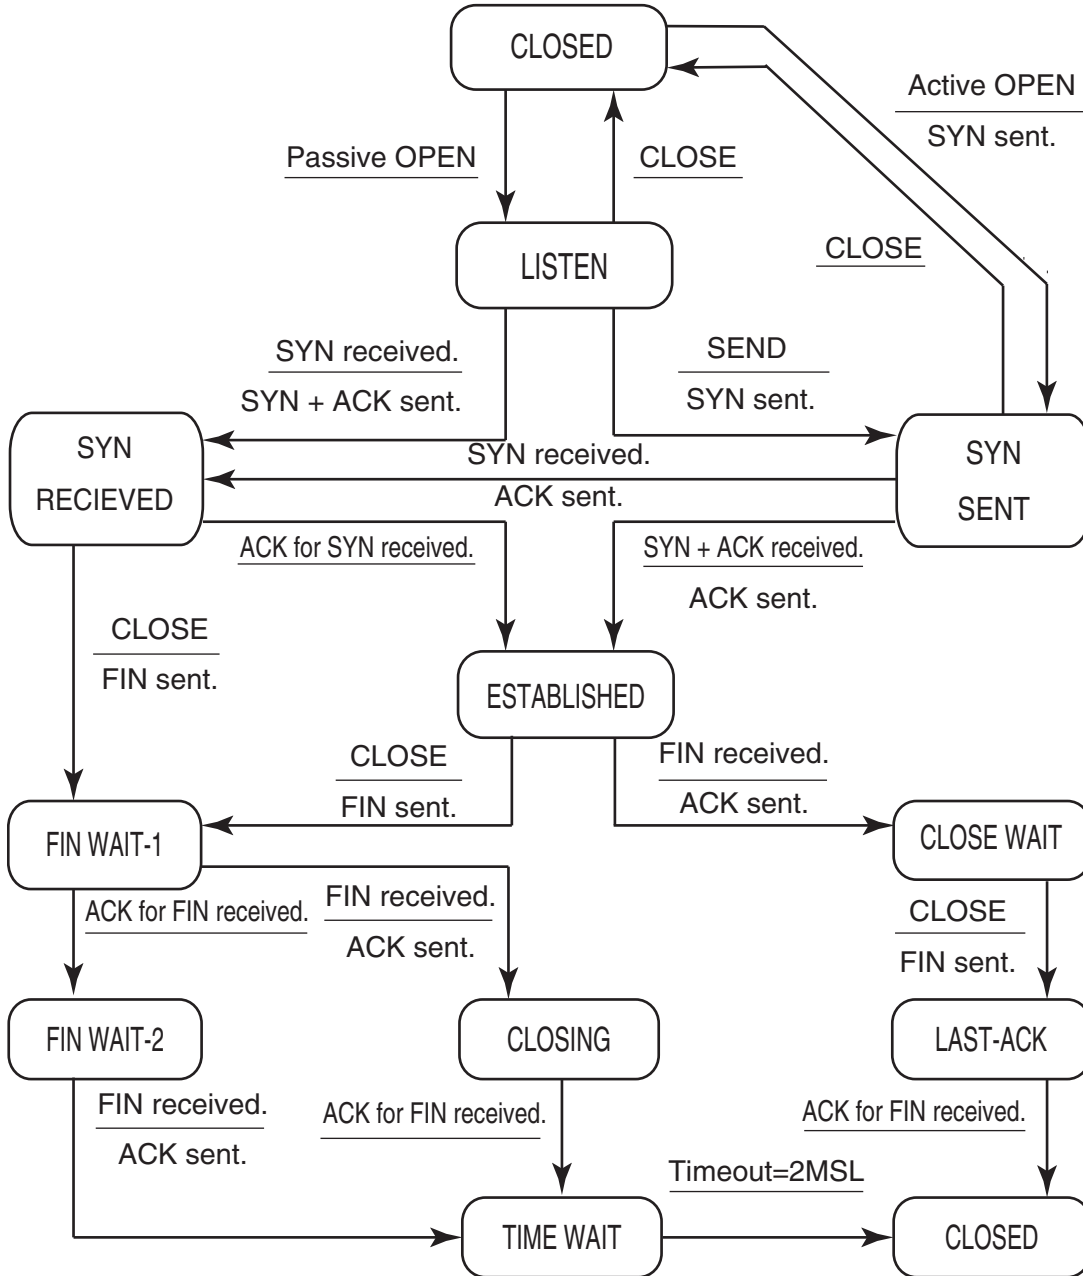 CLOSED
Active OPEN
SYN sent.
Passive OPEN
CLOSE
CLOSE
LISTEN
SYN received.
SYN + ACK sent.
SEND
SYN sent.
SYN
RECIEVED
SYN received.
ACK sent.
SYN
SENT
ACK for SYN received.
SYN + ACK received.
ACK sent.
CLOSE
FIN sent.
ESTABLISHED
CLOSE
FIN sent.
FIN received.
ACK sent.
FIN WAIT-1
CLOSE WAIT
ACK for FIN received.
FIN received.
ACK sent.
CLOSE
FIN sent.
FIN WAIT-2
CLOSING
LAST-ACK
FIN received.
ACK sent.
ACK for FIN received.
ACK for FIN received.
Timeout=2MSL
TIME WAIT
CLOSED